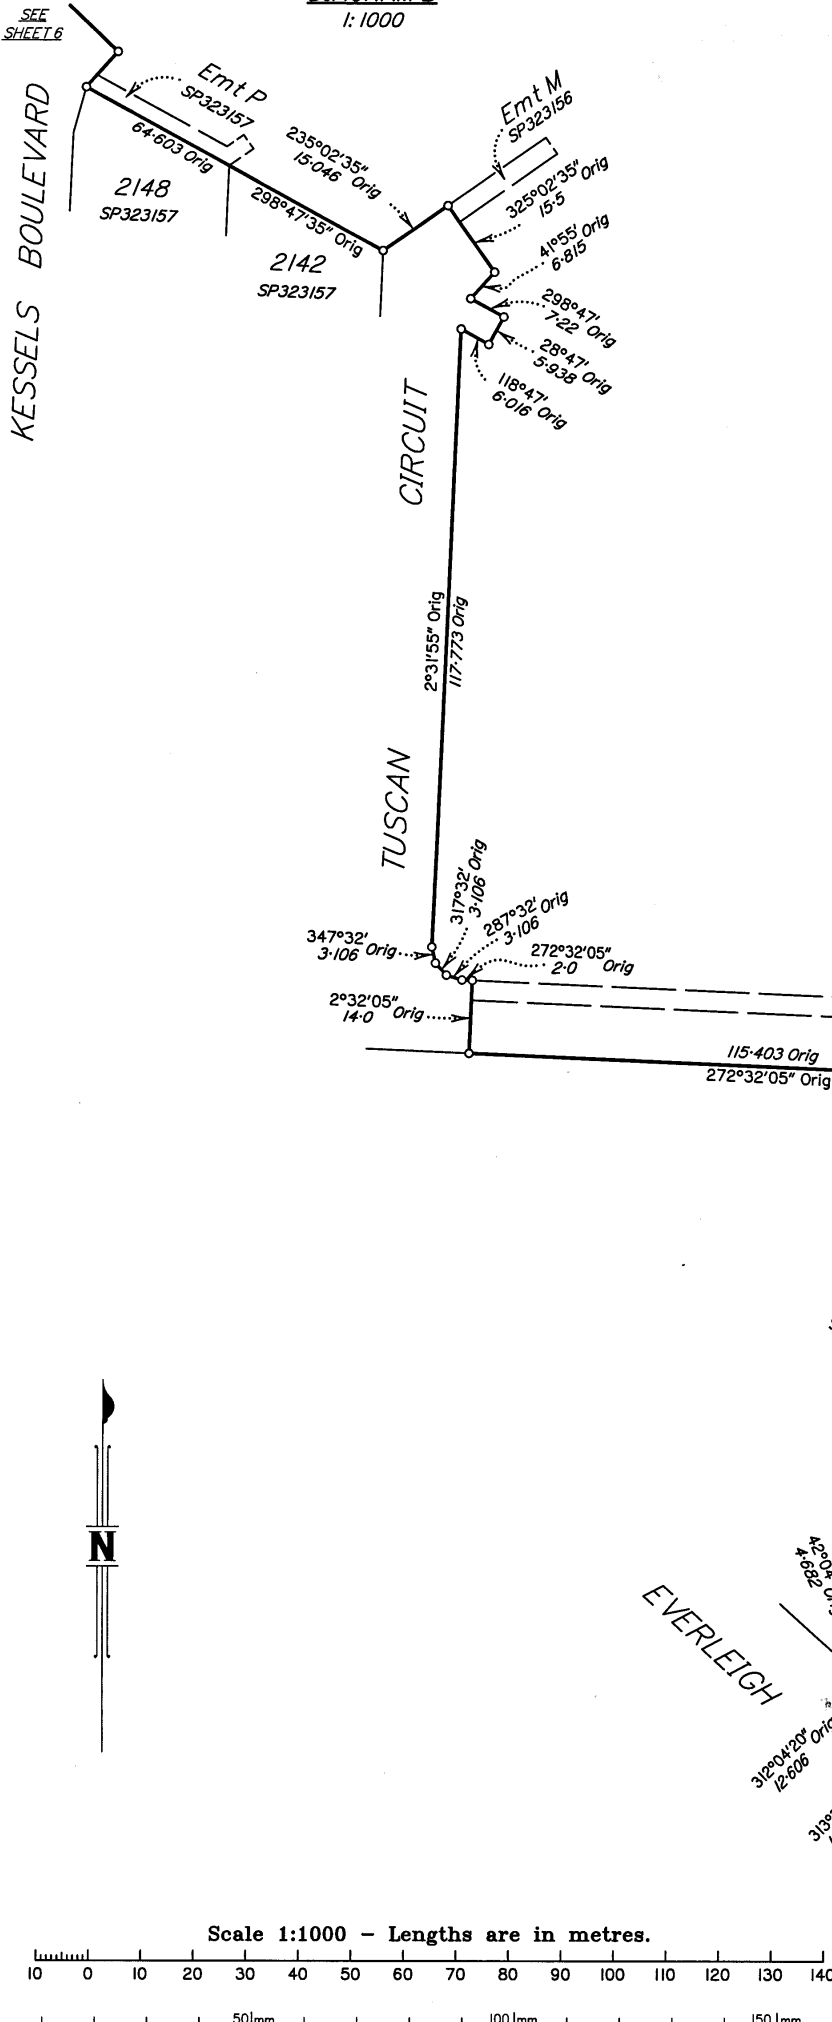 1:1000
SEE
SHEET 6
KESSELS BOULEVARD
Emt P
SP323157
64·603 Orig
2148
SP323157
298°47'35" Orig
2142
SP323157
235°02'35"
15·046 Orig
Emt M
SP323156
325°02'35" Orig
15·5
41°55' Orig
6·815
298°47' Orig
7·22
28°47' Orig
5·938
118°47' Orig
6·016
TUSCAN CIRCUIT
2°31'55" Orig
117·773 Orig
317°32' Orig
3·106
287°32' Orig
3·106
347°32' Orig
3·106
272°32'05" Orig
2·0
2°32'05" Orig
14·0
115·403 Orig
272°32'05" Orig
N
EVERLEIGH
42°04'
4·682 Orig
312°04'20" Orig
12·606
313°
Scale 1:1000 – Lengths are in metres.
10 0 10 20 30 40 50 60 70 80 90 100 110 120 130 140
50 mm 100 mm 150 mm